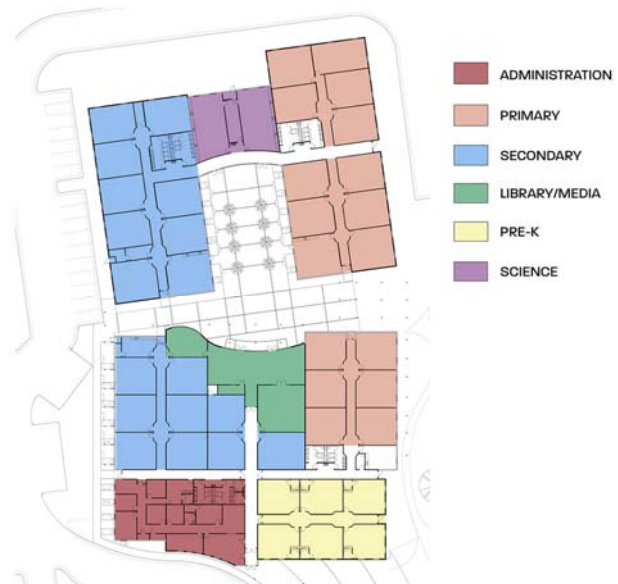 ADMINISTRATION
PRIMARY
SECONDARY
LIBRARY/MEDIA
PRE-K
SCIENCE